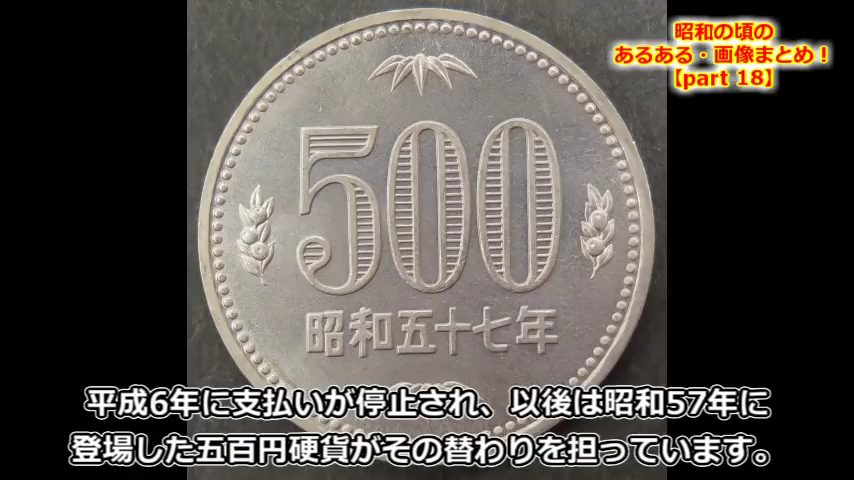 昭和の頃の
あるある・画像まとめ！
【part 18】
500
昭和五十七年
平成6年に支払いが停止され、以後は昭和57年に
登場した五百円硬貨がその替わりを担っています。